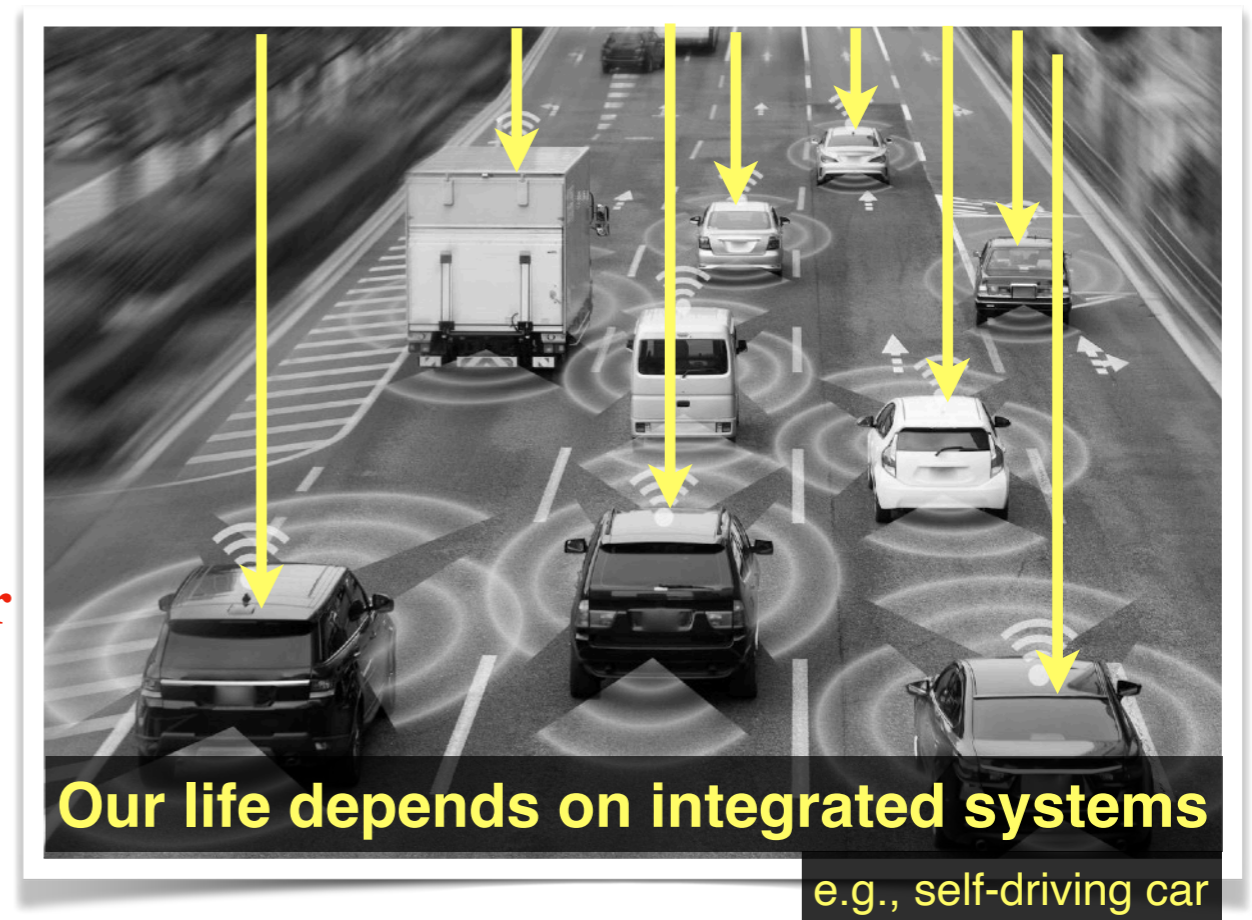 r
Our life depends on integrated systems
e.g., self-driving car